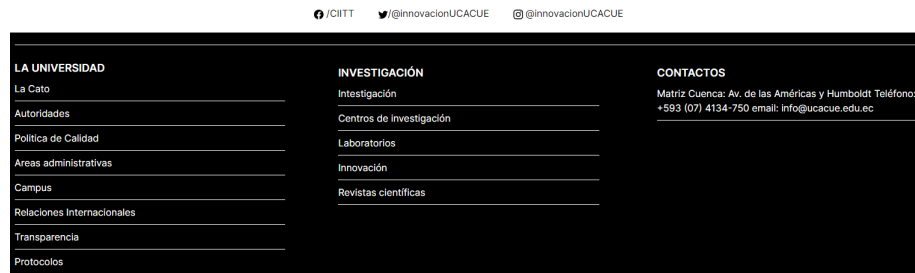 /CIITT /@innovacionUCACUE @innovacionUCACUE
LA UNIVERSIDAD
La Cato
Autoridades
Politica de Calidad
Areas administrativas
Campus
Relaciones Internacionales
Transparencia
Protocolos
INVESTIGACIÓN
Intestigación
Centros de investigación
Laboratorios
Innovación
Revistas científicas
CONTACTOS
Matriz Cuenca: Av. de las Américas y Humboldt Teléfono:
+593 (07) 4134-750 email: info@ucacue.edu.ec